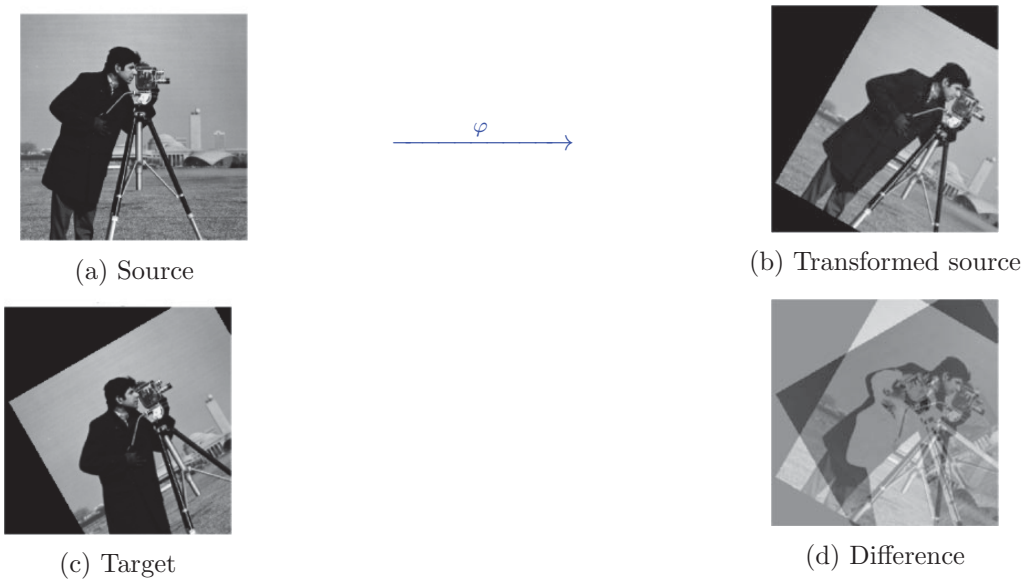 φ
(a) Source
(b) Transformed source
(c) Target
(d) Difference